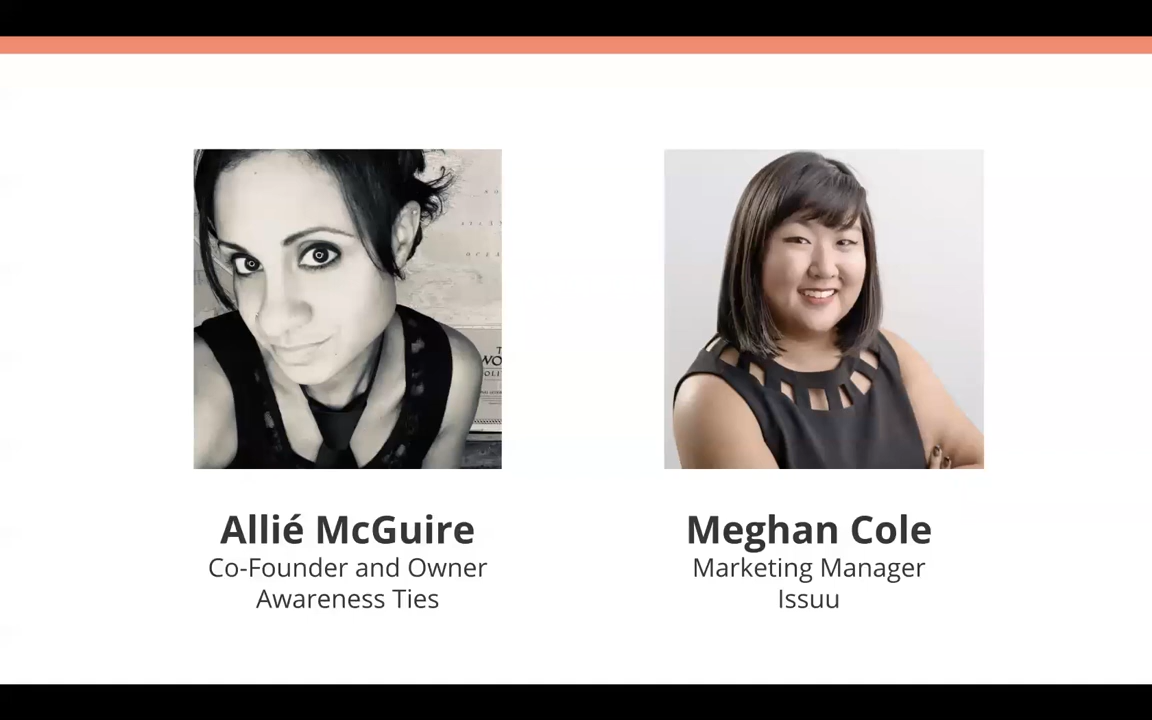 Allié McGuire
Co-Founder and Owner
Awareness Ties
Meghan Cole
Marketing Manager
Issuu